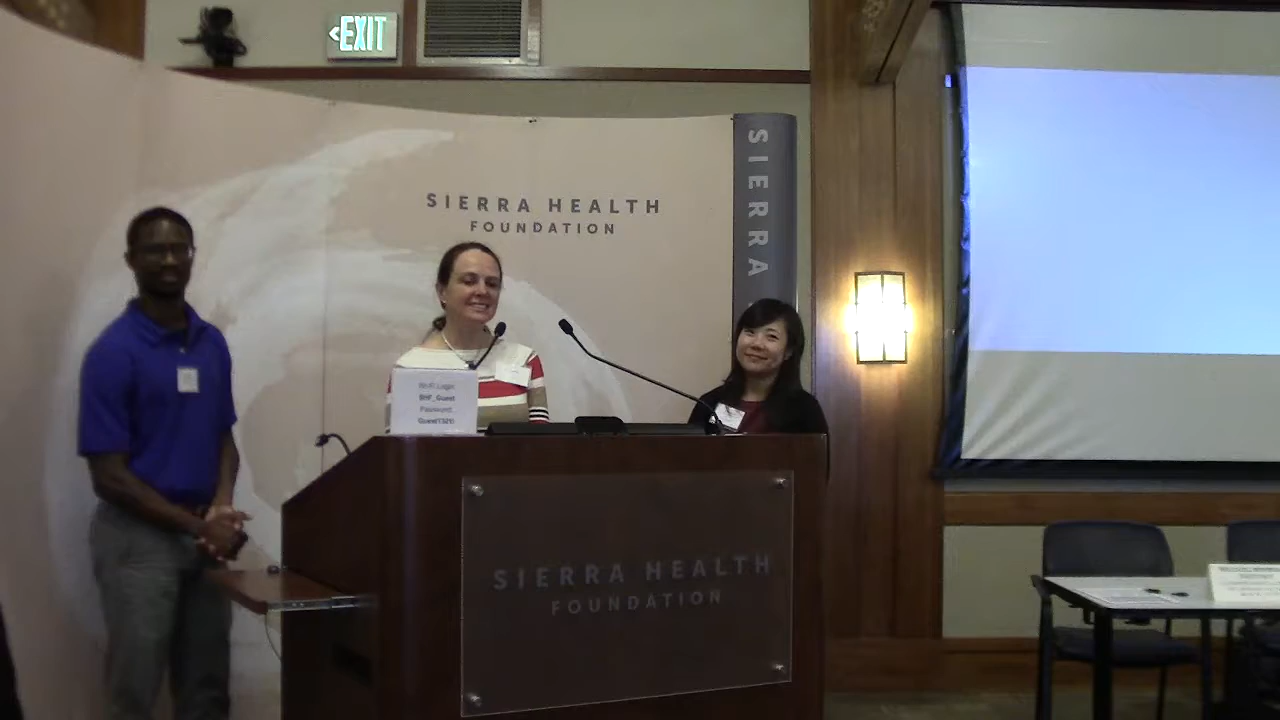 EXIT
SIERRA HEALTH
FOUNDATION
SIERRA
Wi-Fi Login
SHF_Guest
Password
SIERRA HEALTH
FOUNDATION